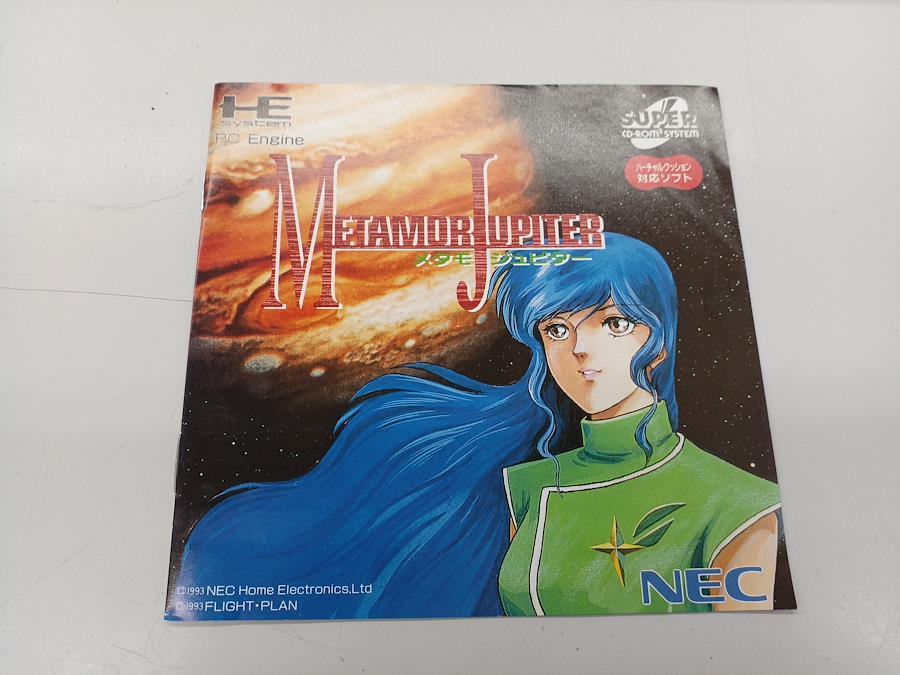 HE
system
PC Engine
SUPER
CD-ROM² SYSTEM
バーチャルクッション
対応ソフト
METAMOR JUPITER
メタモジュピター
C 1993 NEC Home Electronics,Ltd
C 1993 FLIGHT・PLAN
NEC